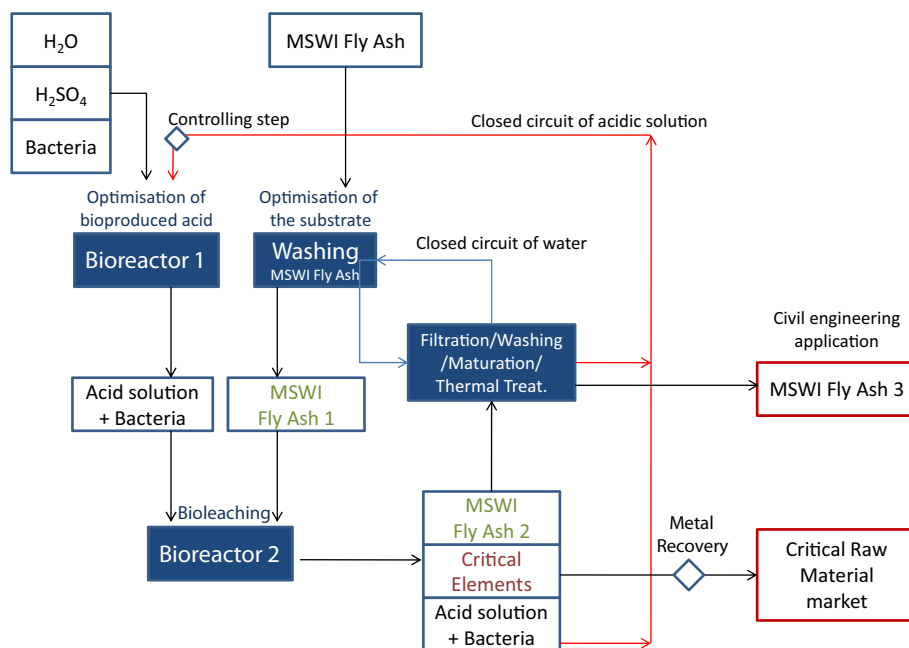 H₂O
H₂SO₄
Bacteria
MSWI Fly Ash
Controlling step
Closed circuit of acidic solution
Optimisation of
bioproduced acid
Optimisation of
the substrate
Bioreactor 1
Washing
MSWI Fly Ash
Closed circuit of water
Filtration/Washing
/Maturation/
Thermal Treat.
Civil engineering
application
MSWI Fly Ash 3
Acid solution
+ Bacteria
MSWI
Fly Ash 1
Bioleaching
Bioreactor 2
MSWI
Fly Ash 2
Critical
Elements
Acid solution
+ Bacteria
Metal
Recovery
Critical Raw
Material
market